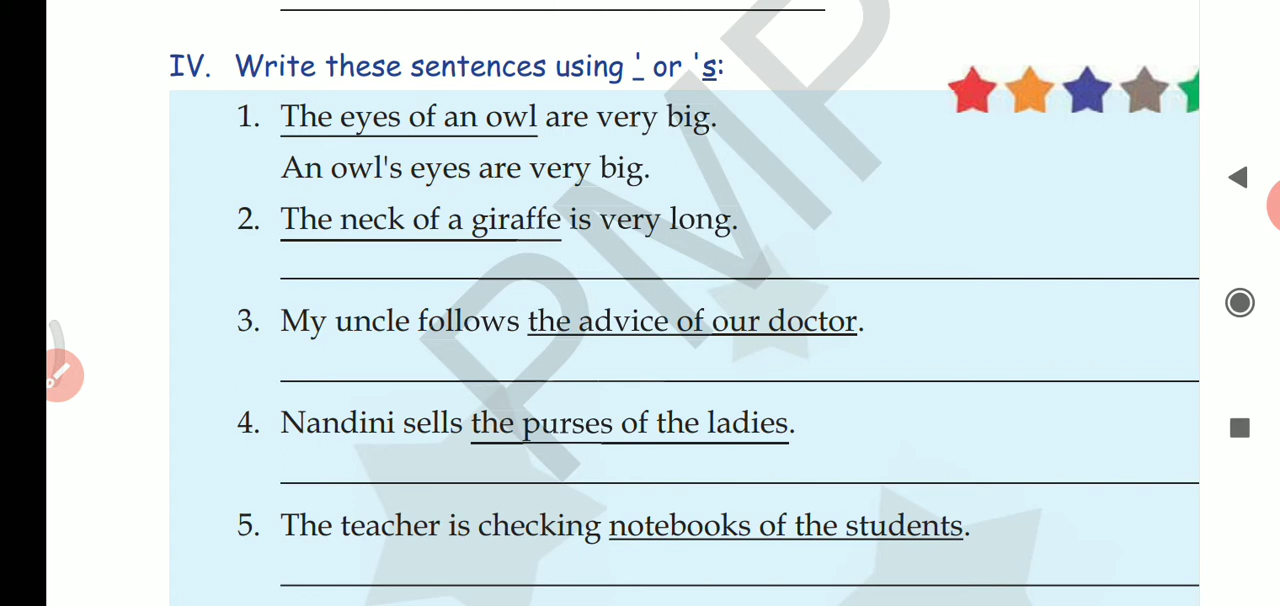 IV. Write these sentences using ' or 's:
1. The eyes of an owl are very big.
An owl's eyes are very big.
2. The neck of a giraffe is very long.
3. My uncle follows the advice of our doctor.
4. Nandini sells the purses of the ladies.
5. The teacher is checking notebooks of the students.
PMP